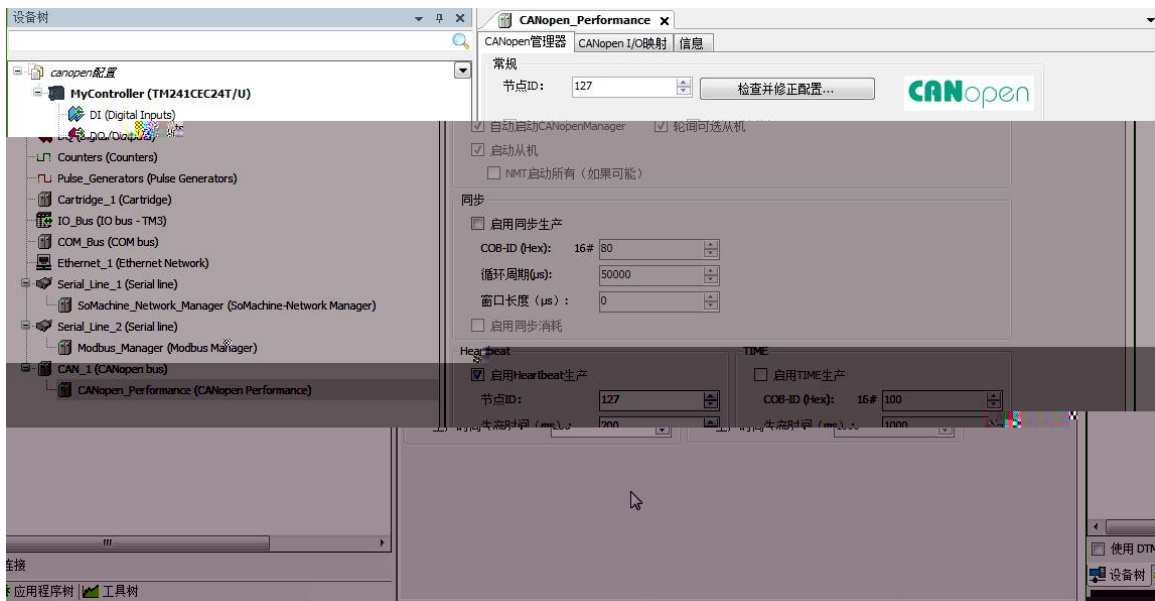 设备树
canopen配置
MyController (TM241CEC24T/U)
DI (Digital Inputs)
Counters (Counters)
Pulse_Generators (Pulse Generators)
Cartridge_1 (Cartridge)
IO_Bus (IO bus - TM3)
COM_Bus (COM bus)
Ethernet_1 (Ethernet Network)
Serial_Line_1 (Serial line)
SoMachine_Network_Manager (SoMachine-Network Manager)
Serial_Line_2 (Serial line)
Modbus_Manager (Modbus Manager)
CAN_1 (CANopen bus)
CANopen_Performance (CANopen Performance)
连接
应用程序树 工具树
CANopen_Performance
CANopen管理器 CANopen I/O映射 信息
常规
节点ID: 127 检查并修正配置... CANopen
自动启动CANopenManager 轮询可选从机
启动从机
NMT启动所有（如果可能）
同步
启用同步生产
COB-ID (Hex): 16# 80
循环周期(μs): 50000
窗口长度（μs）: 0
启用同步消耗
Heartbeat
启用Heartbeat生产
节点ID: 127
200
TIME
启用TIME生产
COB-ID (Hex): 16# 100
1000
使用 DTM
设备树